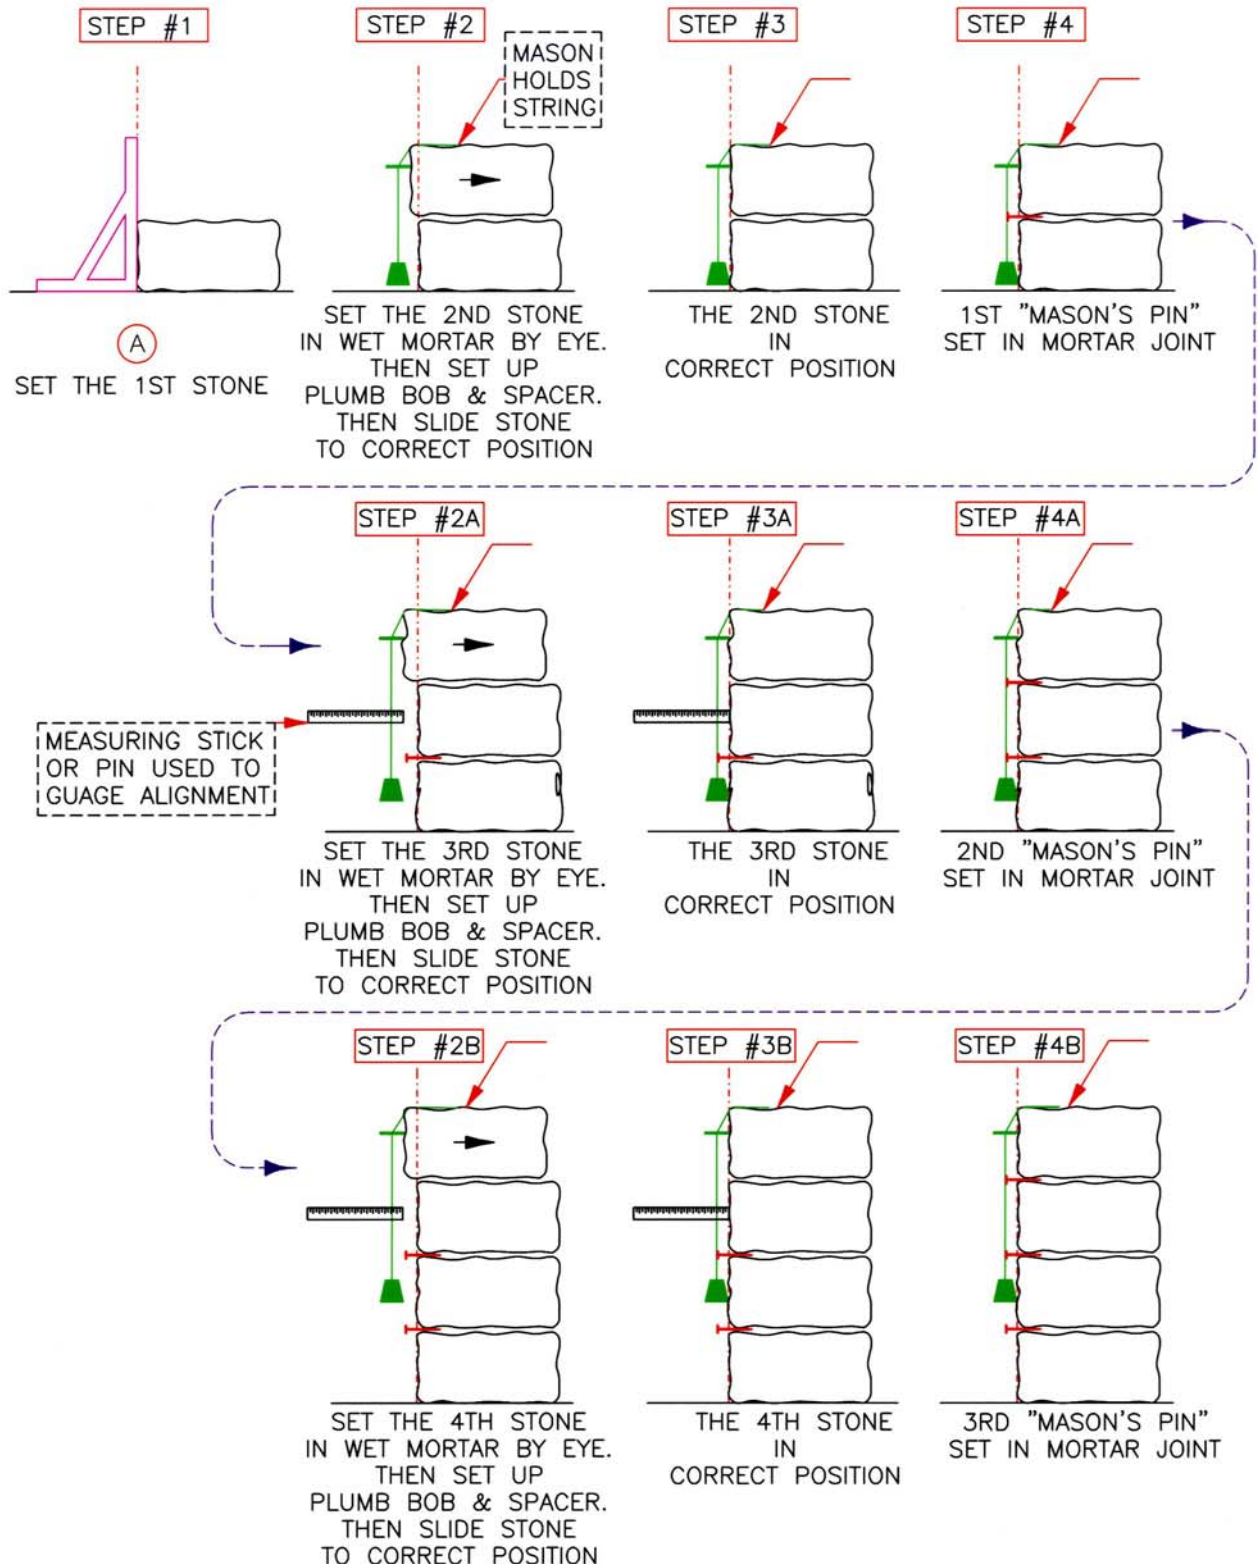 STEP #1
STEP #2
STEP #3
STEP #4
MASON
HOLDS
STRING
A
SET THE 1ST STONE
SET THE 2ND STONE
IN WET MORTAR BY EYE.
THEN SET UP
PLUMB BOB & SPACER.
THEN SLIDE STONE
TO CORRECT POSITION
THE 2ND STONE
IN
CORRECT POSITION
1ST "MASON'S PIN"
SET IN MORTAR JOINT
STEP #2A
STEP #3A
STEP #4A
MEASURING STICK
OR PIN USED TO
GUAGE ALIGNMENT
SET THE 3RD STONE
IN WET MORTAR BY EYE.
THEN SET UP
PLUMB BOB & SPACER.
THEN SLIDE STONE
TO CORRECT POSITION
THE 3RD STONE
IN
CORRECT POSITION
2ND "MASON'S PIN"
SET IN MORTAR JOINT
STEP #2B
STEP #3B
STEP #4B
SET THE 4TH STONE
IN WET MORTAR BY EYE.
THEN SET UP
PLUMB BOB & SPACER.
THEN SLIDE STONE
TO CORRECT POSITION
THE 4TH STONE
IN
CORRECT POSITION
3RD "MASON'S PIN"
SET IN MORTAR JOINT